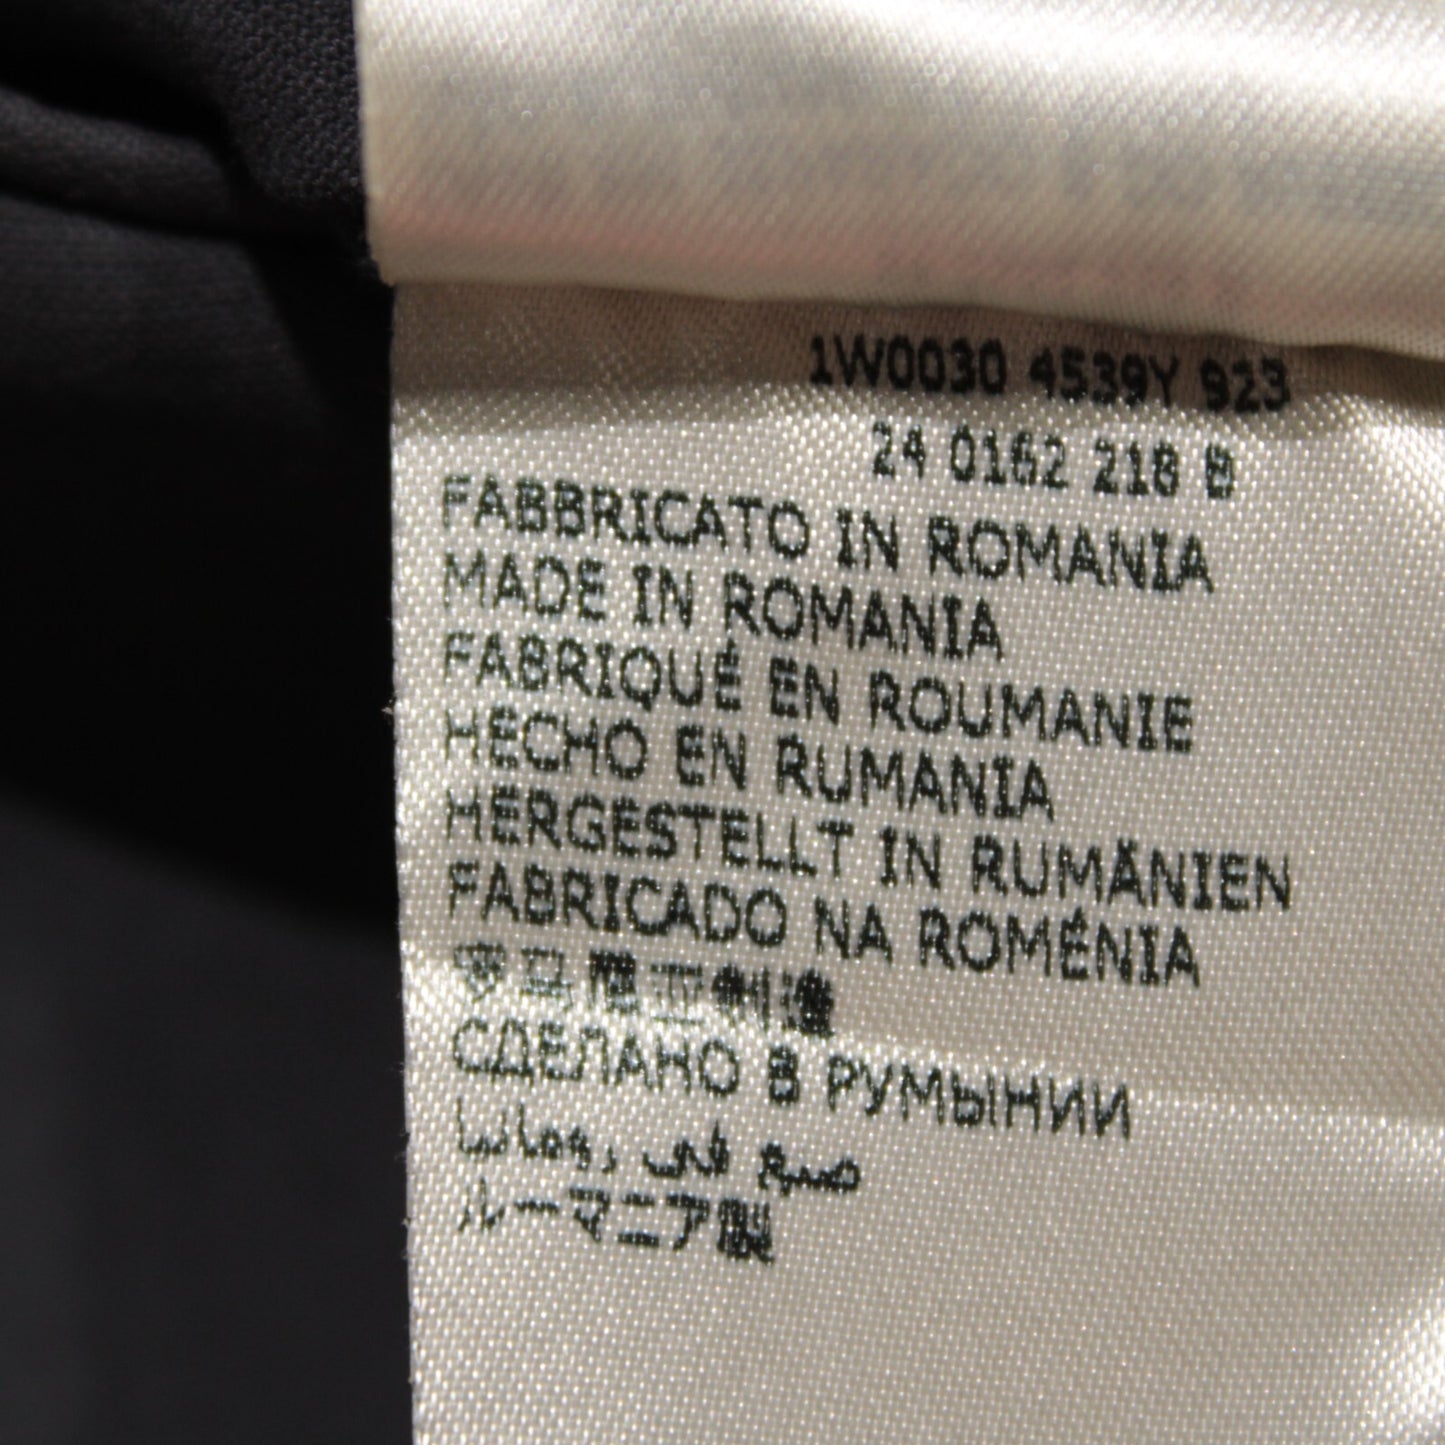 1W0030 4539Y 923
24 0162 218 B
FABBRICATO IN ROMANIA
MADE IN ROMANIA
FABRIQUÉ EN ROUMANIE
HECHO EN RUMANIA
HERGESTELLT IN RUMÄNIEN
FABRICADO NA ROMÉNIA
СДЕЛАНО В РУМЫНИИ
صنع في رومانيا
ルーマニア製